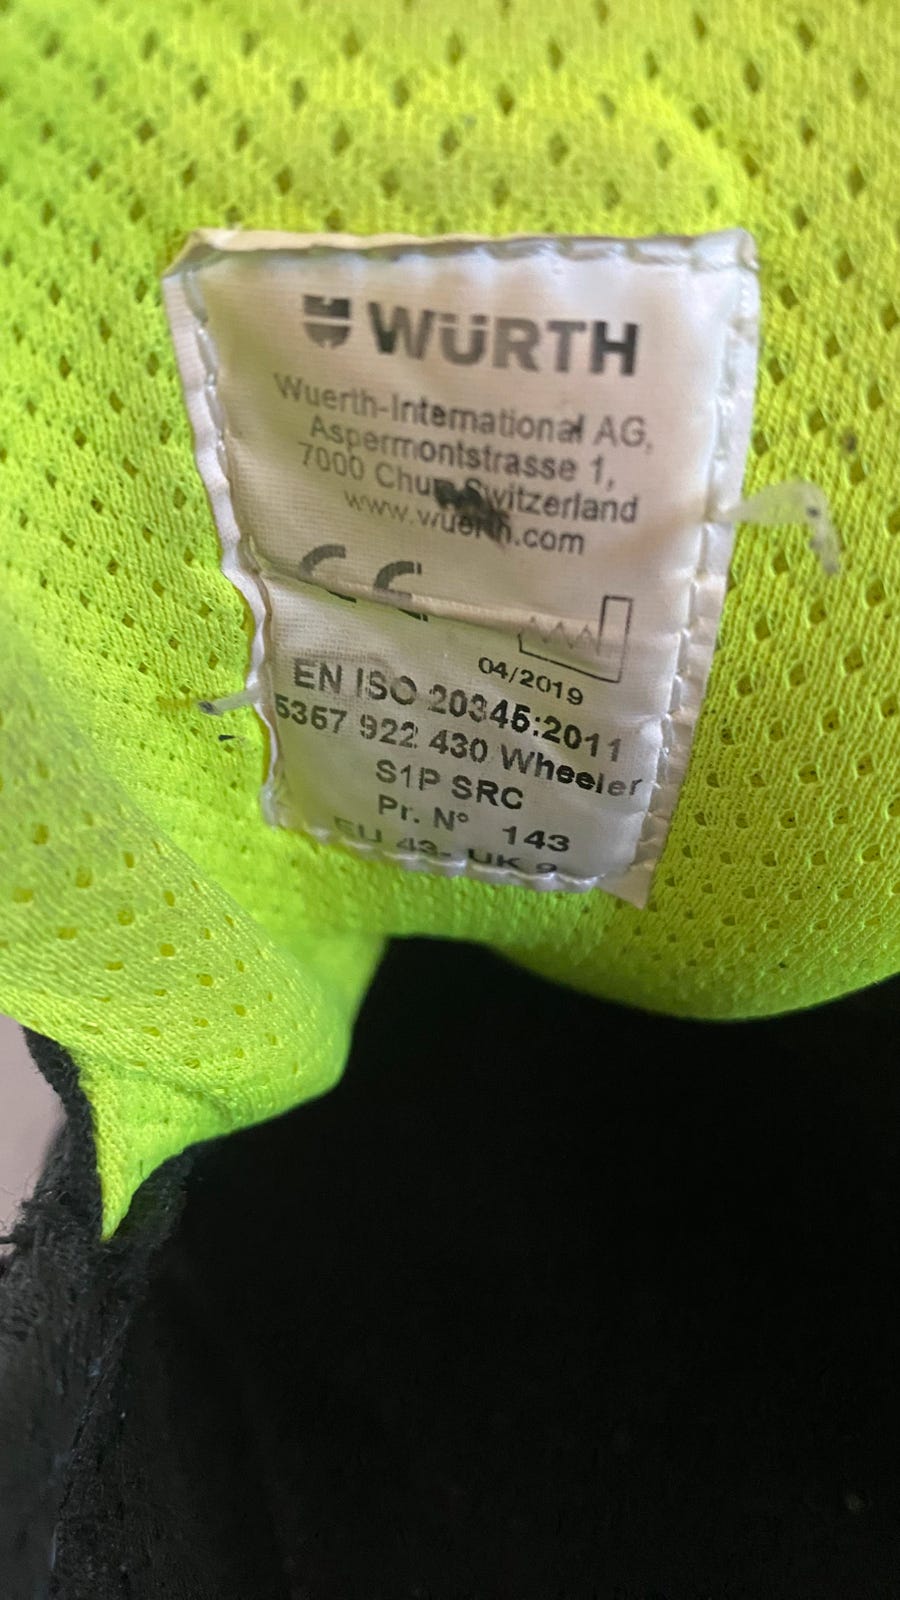 WÜRTH
Wuerth-International AG,
Aspermontstrasse 1,
7000 Chur, Switzerland
www.wuerth.com
CE
04/2019
EN ISO 20345:2011
5357 922 430 Wheeler
S1P SRC
Pr. N° 143
EU 43- UK 9